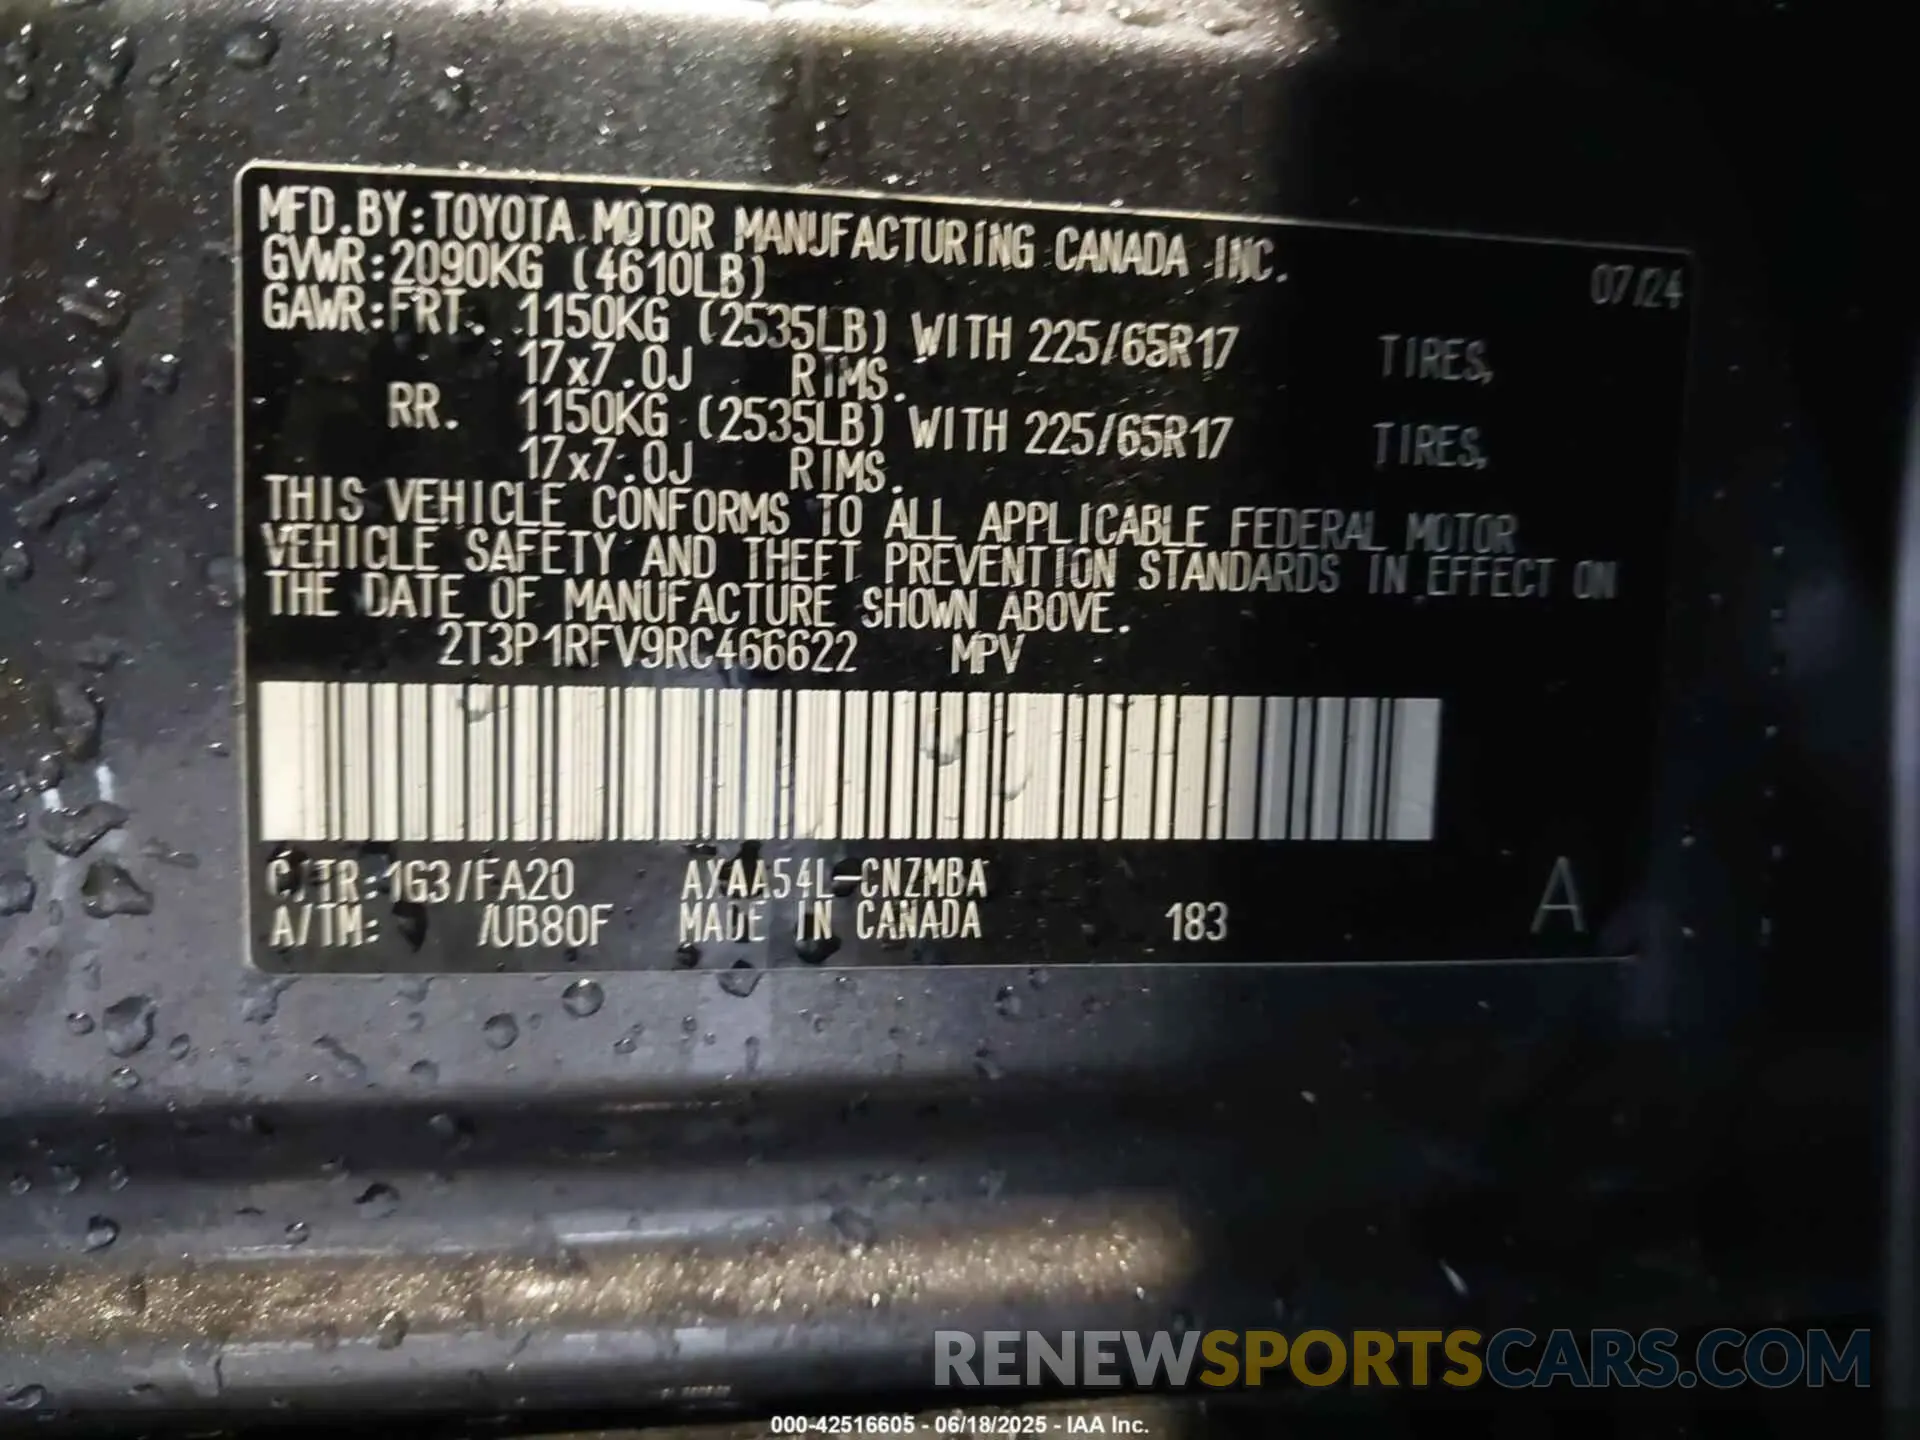 MFD.BY:TOYOTA MOTOR MANUFACTURING CANADA INC.
GVWR:2090KG (4610LB) 07/24
GAWR:FRT. 1150KG (2535LB) WITH 225/65R17 TIRES,
17x7.0J RIMS.
RR. 1150KG (2535LB) WITH 225/65R17 TIRES,
17x7.0J RIMS.
THIS VEHICLE CONFORMS TO ALL APPLICABLE FEDERAL MOTOR
VEHICLE SAFETY AND THEFT PREVENTION STANDARDS IN EFFECT ON
THE DATE OF MANUFACTURE SHOWN ABOVE.
2T3P1RFV9RC466622 MPV
C/TR:1G3/FA20 AXAA54L-CNZMBA A
A/TM: /UB80F MADE IN CANADA 183
RENEWSPORTSCARS.COM
000-42516605 - 06/18/2025 - IAA Inc.